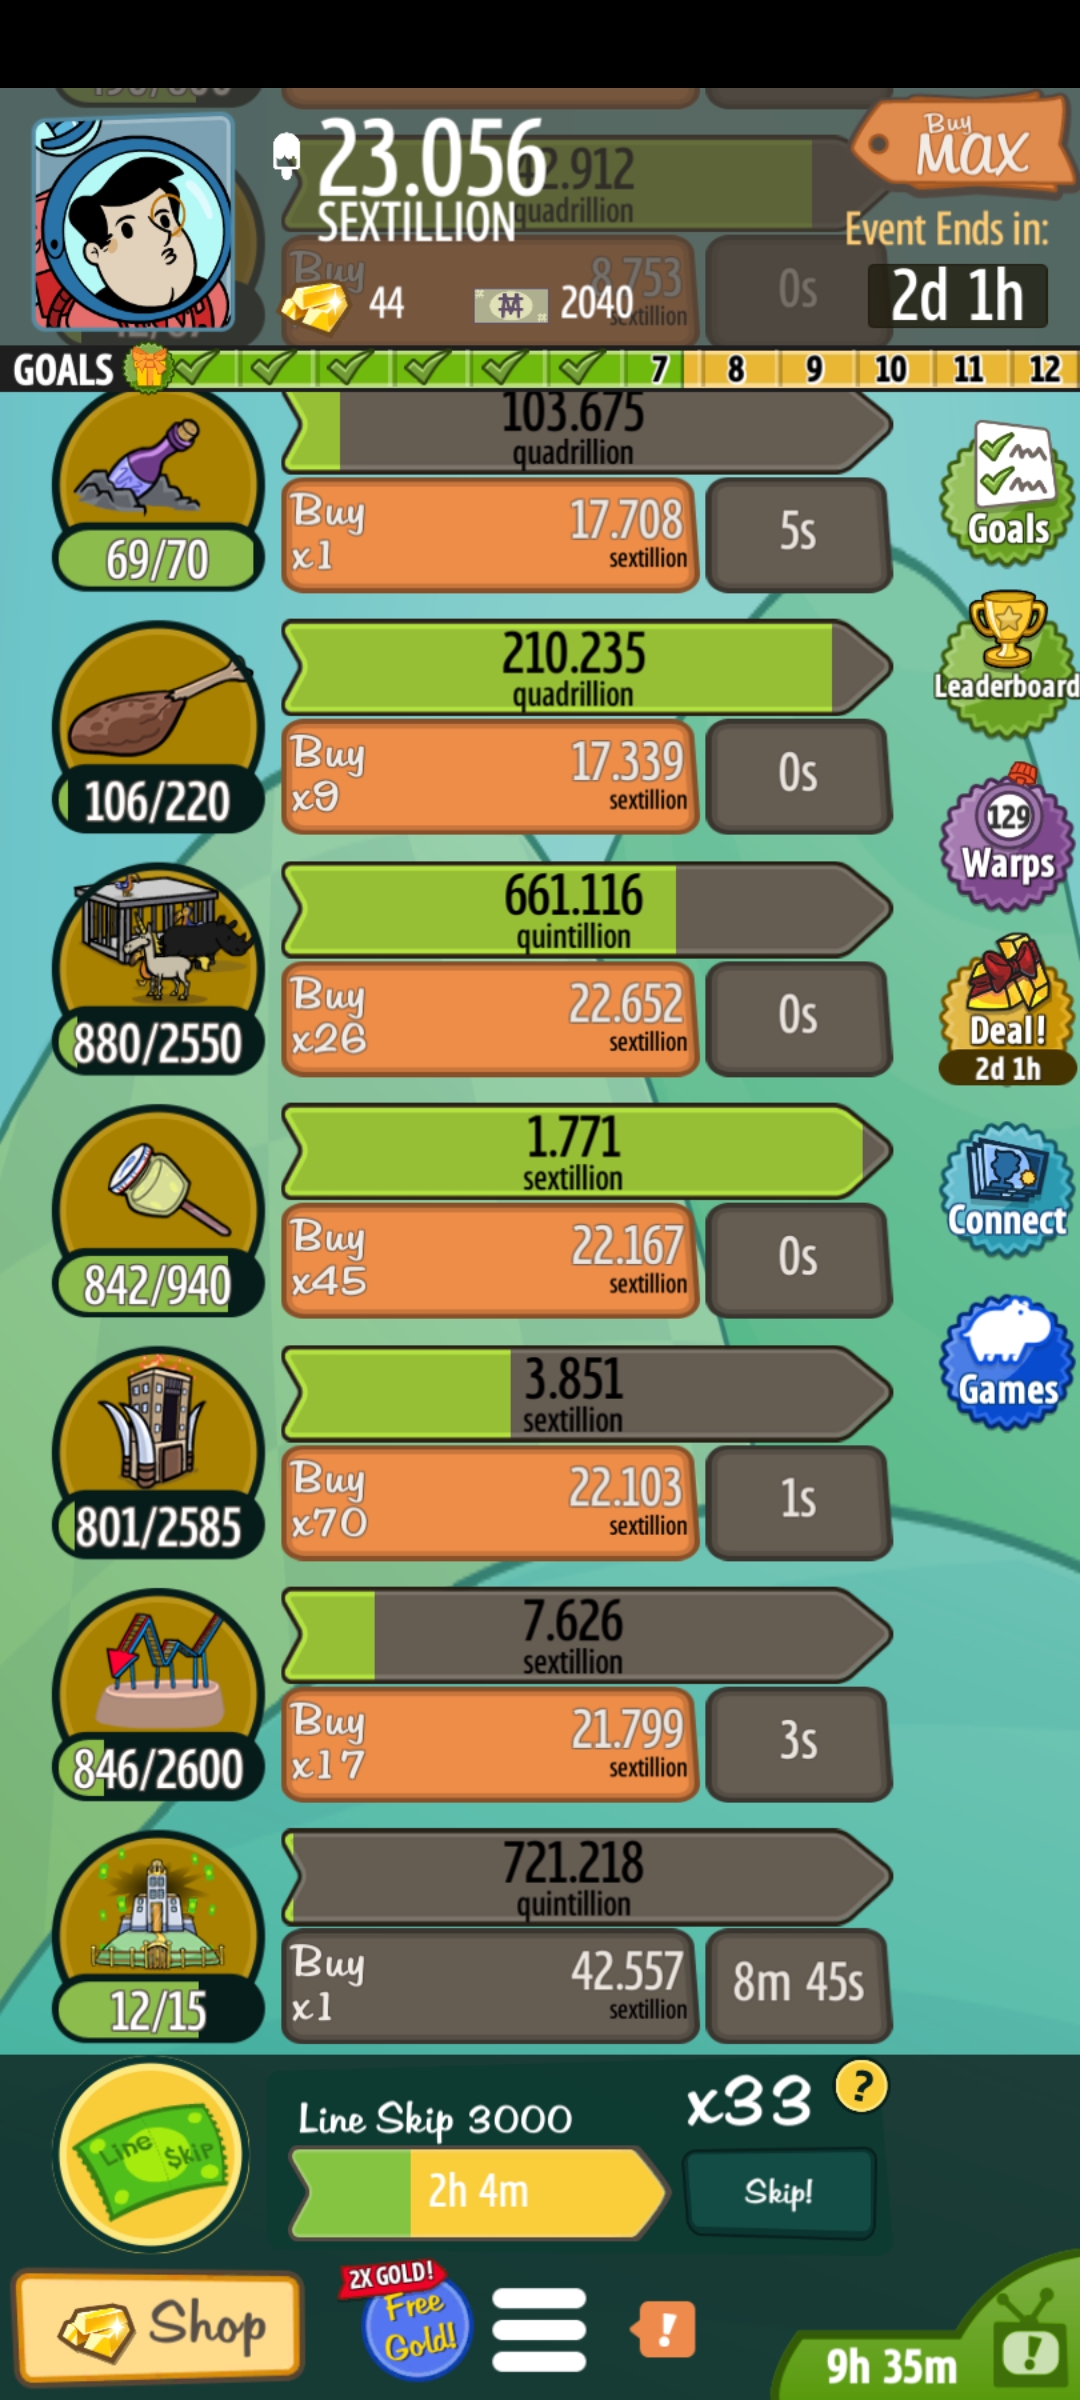 23.056
SEXTILLION
Buy
MAX
Event Ends in:
2d 1h
quadrillion
Buy
8.753
sextillion
0s
44
2040
GOALS
7 8 9 10 11 12
103.675
quadrillion
Buy
x1
17.708
sextillion
5s
69/70
Goals
210.235
quadrillion
Buy
x9
17.339
sextillion
0s
106/220
Leaderboard
129
Warps
661.116
quintillion
Buy
x26
22.652
sextillion
0s
880/2550
Deal!
2d 1h
1.771
sextillion
Buy
x45
22.167
sextillion
0s
842/940
Connect
3.851
sextillion
Buy
x70
22.103
sextillion
1s
801/2585
Games
7.626
sextillion
Buy
x17
21.799
sextillion
3s
846/2600
721.218
quintillion
Buy
x1
42.557
sextillion
8m 45s
12/15
Line $kip
Line Skip 3000
x33
?
2h 4m
Skip!
Shop
2X GOLD!
Free
Gold!
!
9h 35m
!